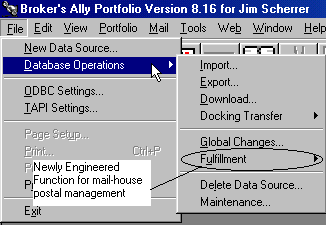 Broker's Ally Portfolio Version 8.16 for Jim Scherrer
File Edit View Portfolio Mail Tools Web Window Help
New Data Source...
Database Operations
ODBC Settings...
TAPI Settings...
Page Setup...
Print... Ctrl+P
Exit
Import...
Export...
Download...
Docking Transfer
Global Changes...
Fulfillment
Delete Data Source...
Maintenance...
Newly Engineered
Function for mail-house
postal management